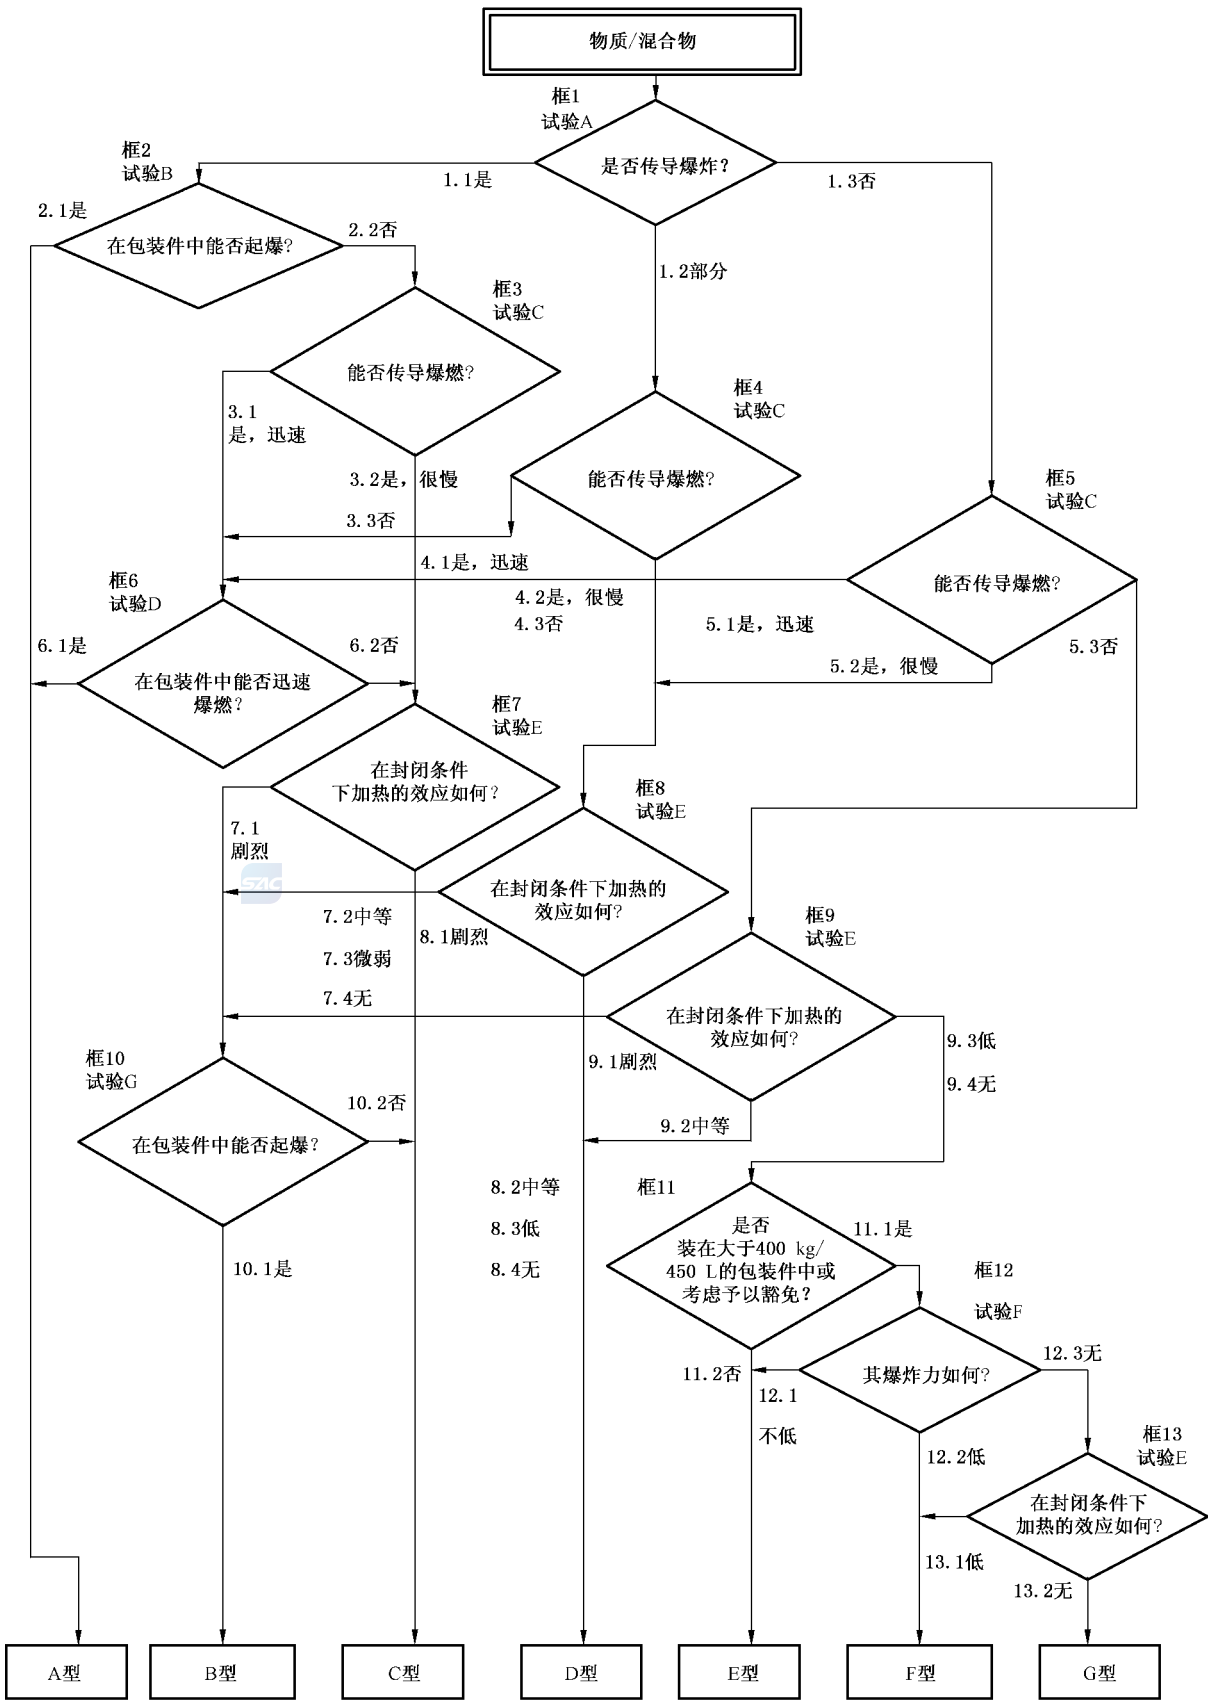 物质/混合物
框1
试验A
是否传导爆炸?
1.1是
1.3否
1.2部分
框2
试验B
2.1是
2.2否
在包装件中能否起爆?
框3
试验C
能否传导爆燃?
3.1
是，迅速
3.2是，很慢
3.3否
框4
试验C
能否传导爆燃?
4.1是，迅速
4.2是，很慢
4.3否
框5
试验C
能否传导爆燃?
5.1是，迅速
5.2是，很慢
5.3否
框6
试验D
6.1是
6.2否
在包装件中能否迅速
爆燃?
框7
试验E
在封闭条件
下加热的效应如何?
7.1
剧烈
SAC
7.2中等
7.3微弱
7.4无
框8
试验E
在封闭条件下加热的
效应如何?
8.1剧烈
8.2中等
8.3低
8.4无
框9
试验E
在封闭条件下加热的
效应如何?
9.1剧烈
9.2中等
9.3低
9.4无
框10
试验G
10.2否
在包装件中能否起爆?
10.1是
框11
是否
装在大于400 kg/
450 L的包装件中或
考虑予以豁免?
11.1是
11.2否
框12
试验F
其爆炸力如何?
12.1
不低
12.2低
12.3无
框13
试验E
在封闭条件下
加热的效应如何?
13.1低
13.2无
A型
B型
C型
D型
E型
F型
G型